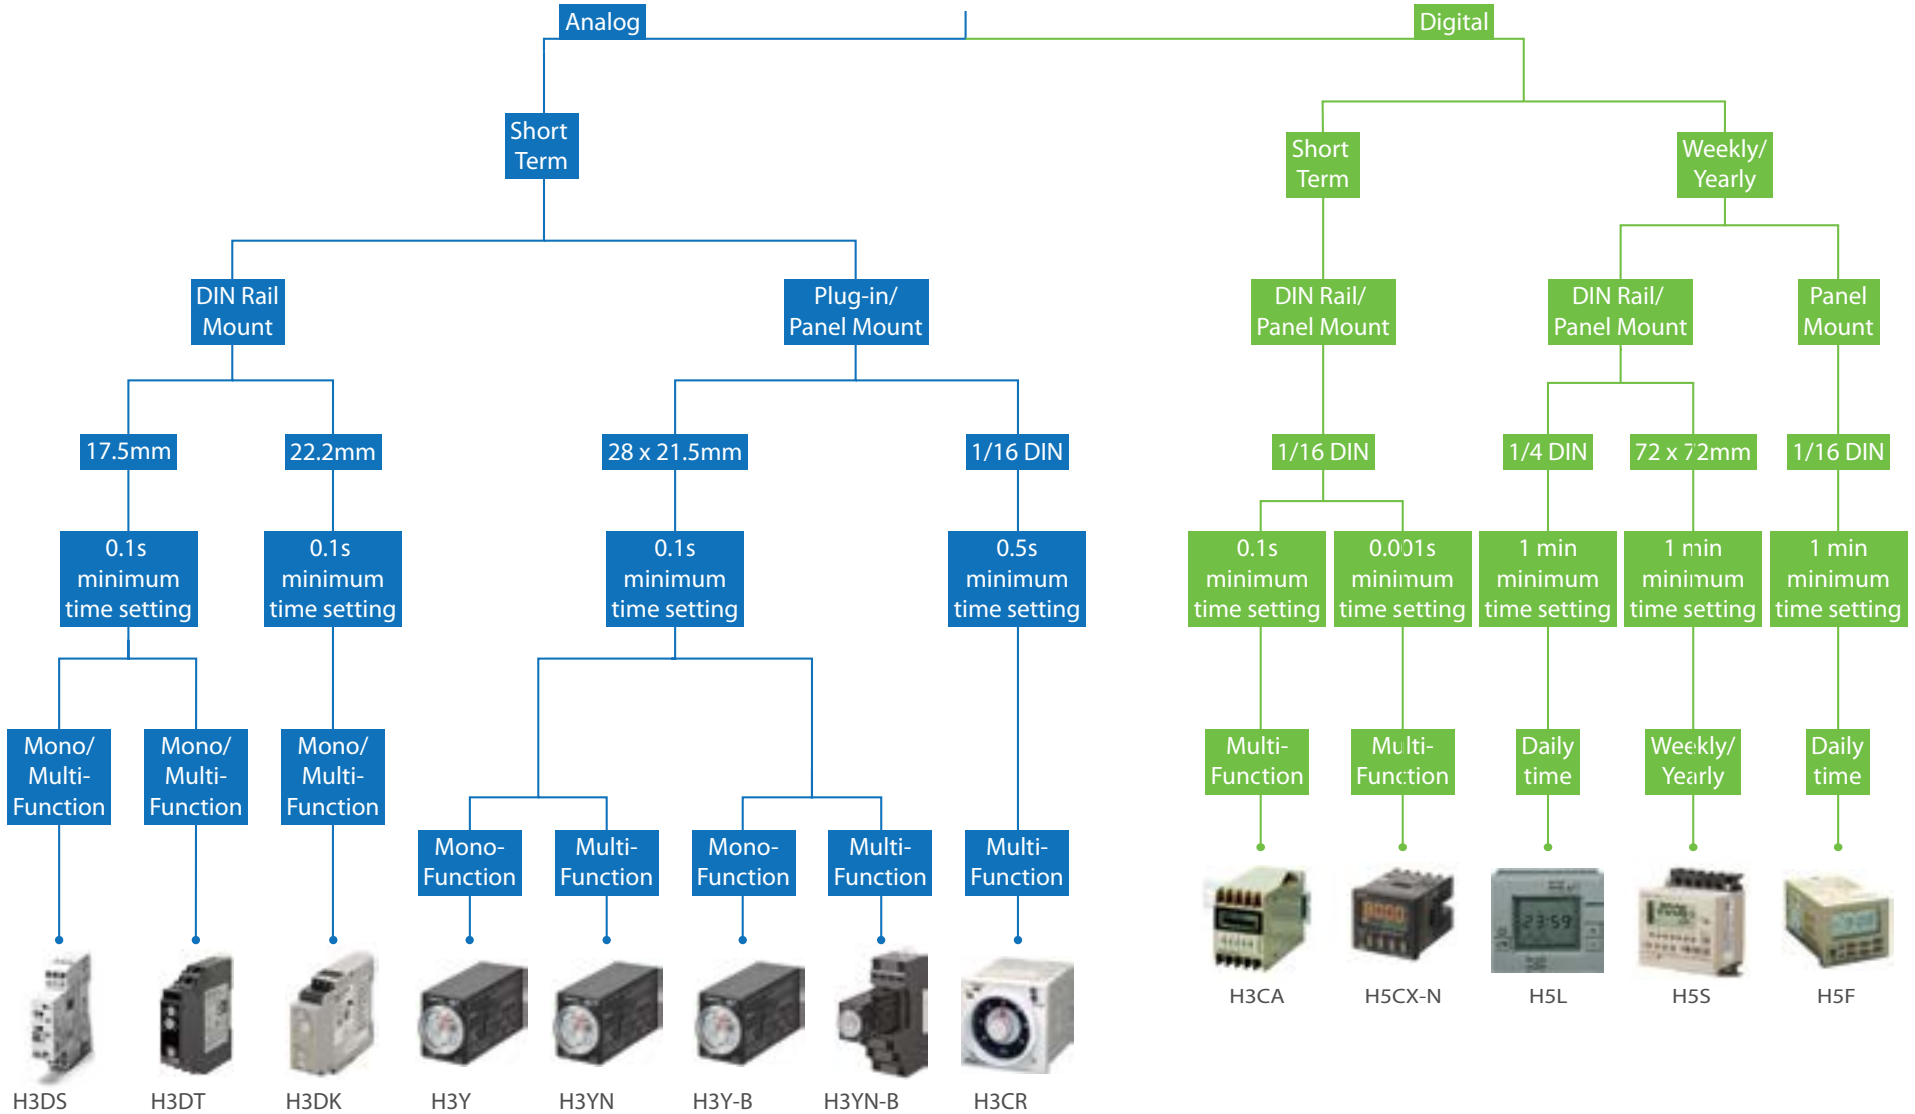 Analog
Digital
Short
Term
Short
Term
Weekly/
Yearly
DIN Rail
Mount
Plug-in/
Panel Mount
DIN Rail/
Panel Mount
DIN Rail/
Panel Mount
Panel
Mount
17.5mm
22.2mm
28 x 21.5mm
1/16 DIN
1/16 DIN
1/4 DIN
72 x 72mm
1/16 DIN
0.1s
minimum
time setting
0.1s
minimum
time setting
0.1s
minimum
time setting
0.5s
minimum
time setting
0.1s
minimum
time setting
0.001s
minimum
time setting
1 min
minimum
time setting
1 min
minimum
time setting
1 min
minimum
time setting
Mono/
Multi-
Function
Mono/
Multi-
Function
Mono/
Multi-
Function
Multi-
Function
Multi-
Function
Daily
time
Weekly/
Yearly
Daily
time
Mono-
Function
Multi-
Function
Mono-
Function
Multi-
Function
Multi-
Function
23:59
H3CA
H5CX-N
H5L
H5S
H5F
H3DS
H3DT
H3DK
H3Y
H3YN
H3Y-B
H3YN-B
H3CR